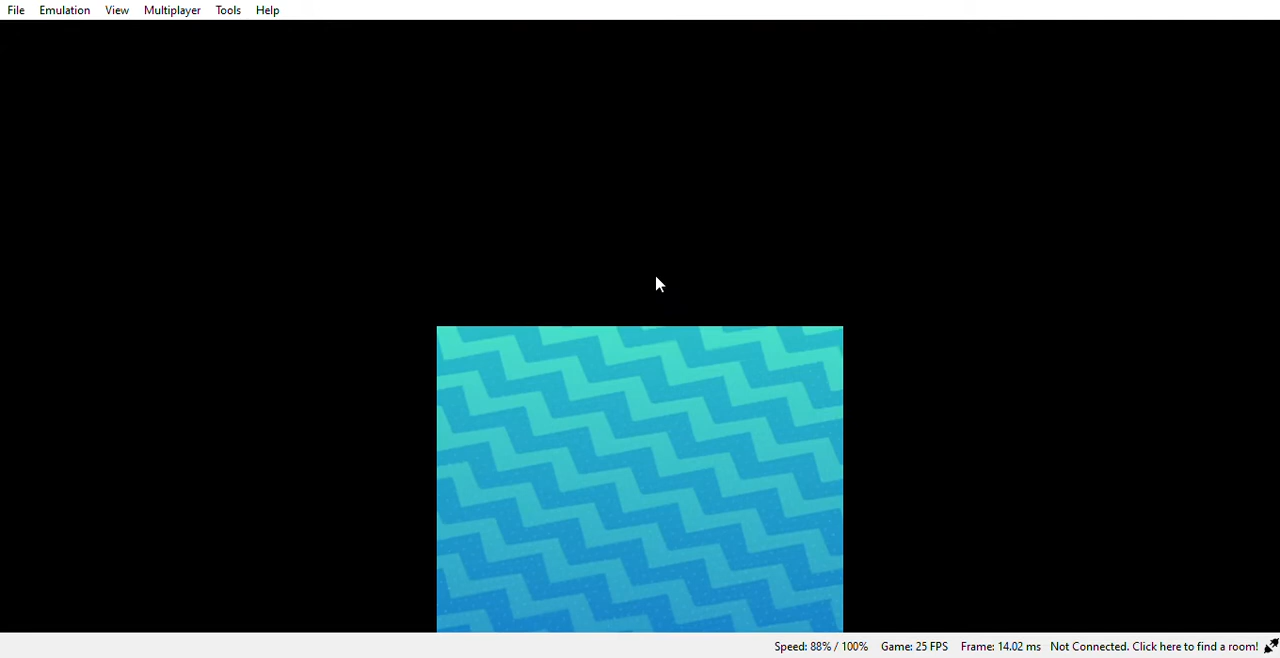 File Emulation View Multiplayer Tools Help
Speed: 88% / 100% Game: 25 FPS Frame: 14.02 ms Not Connected. Click here to find a room!